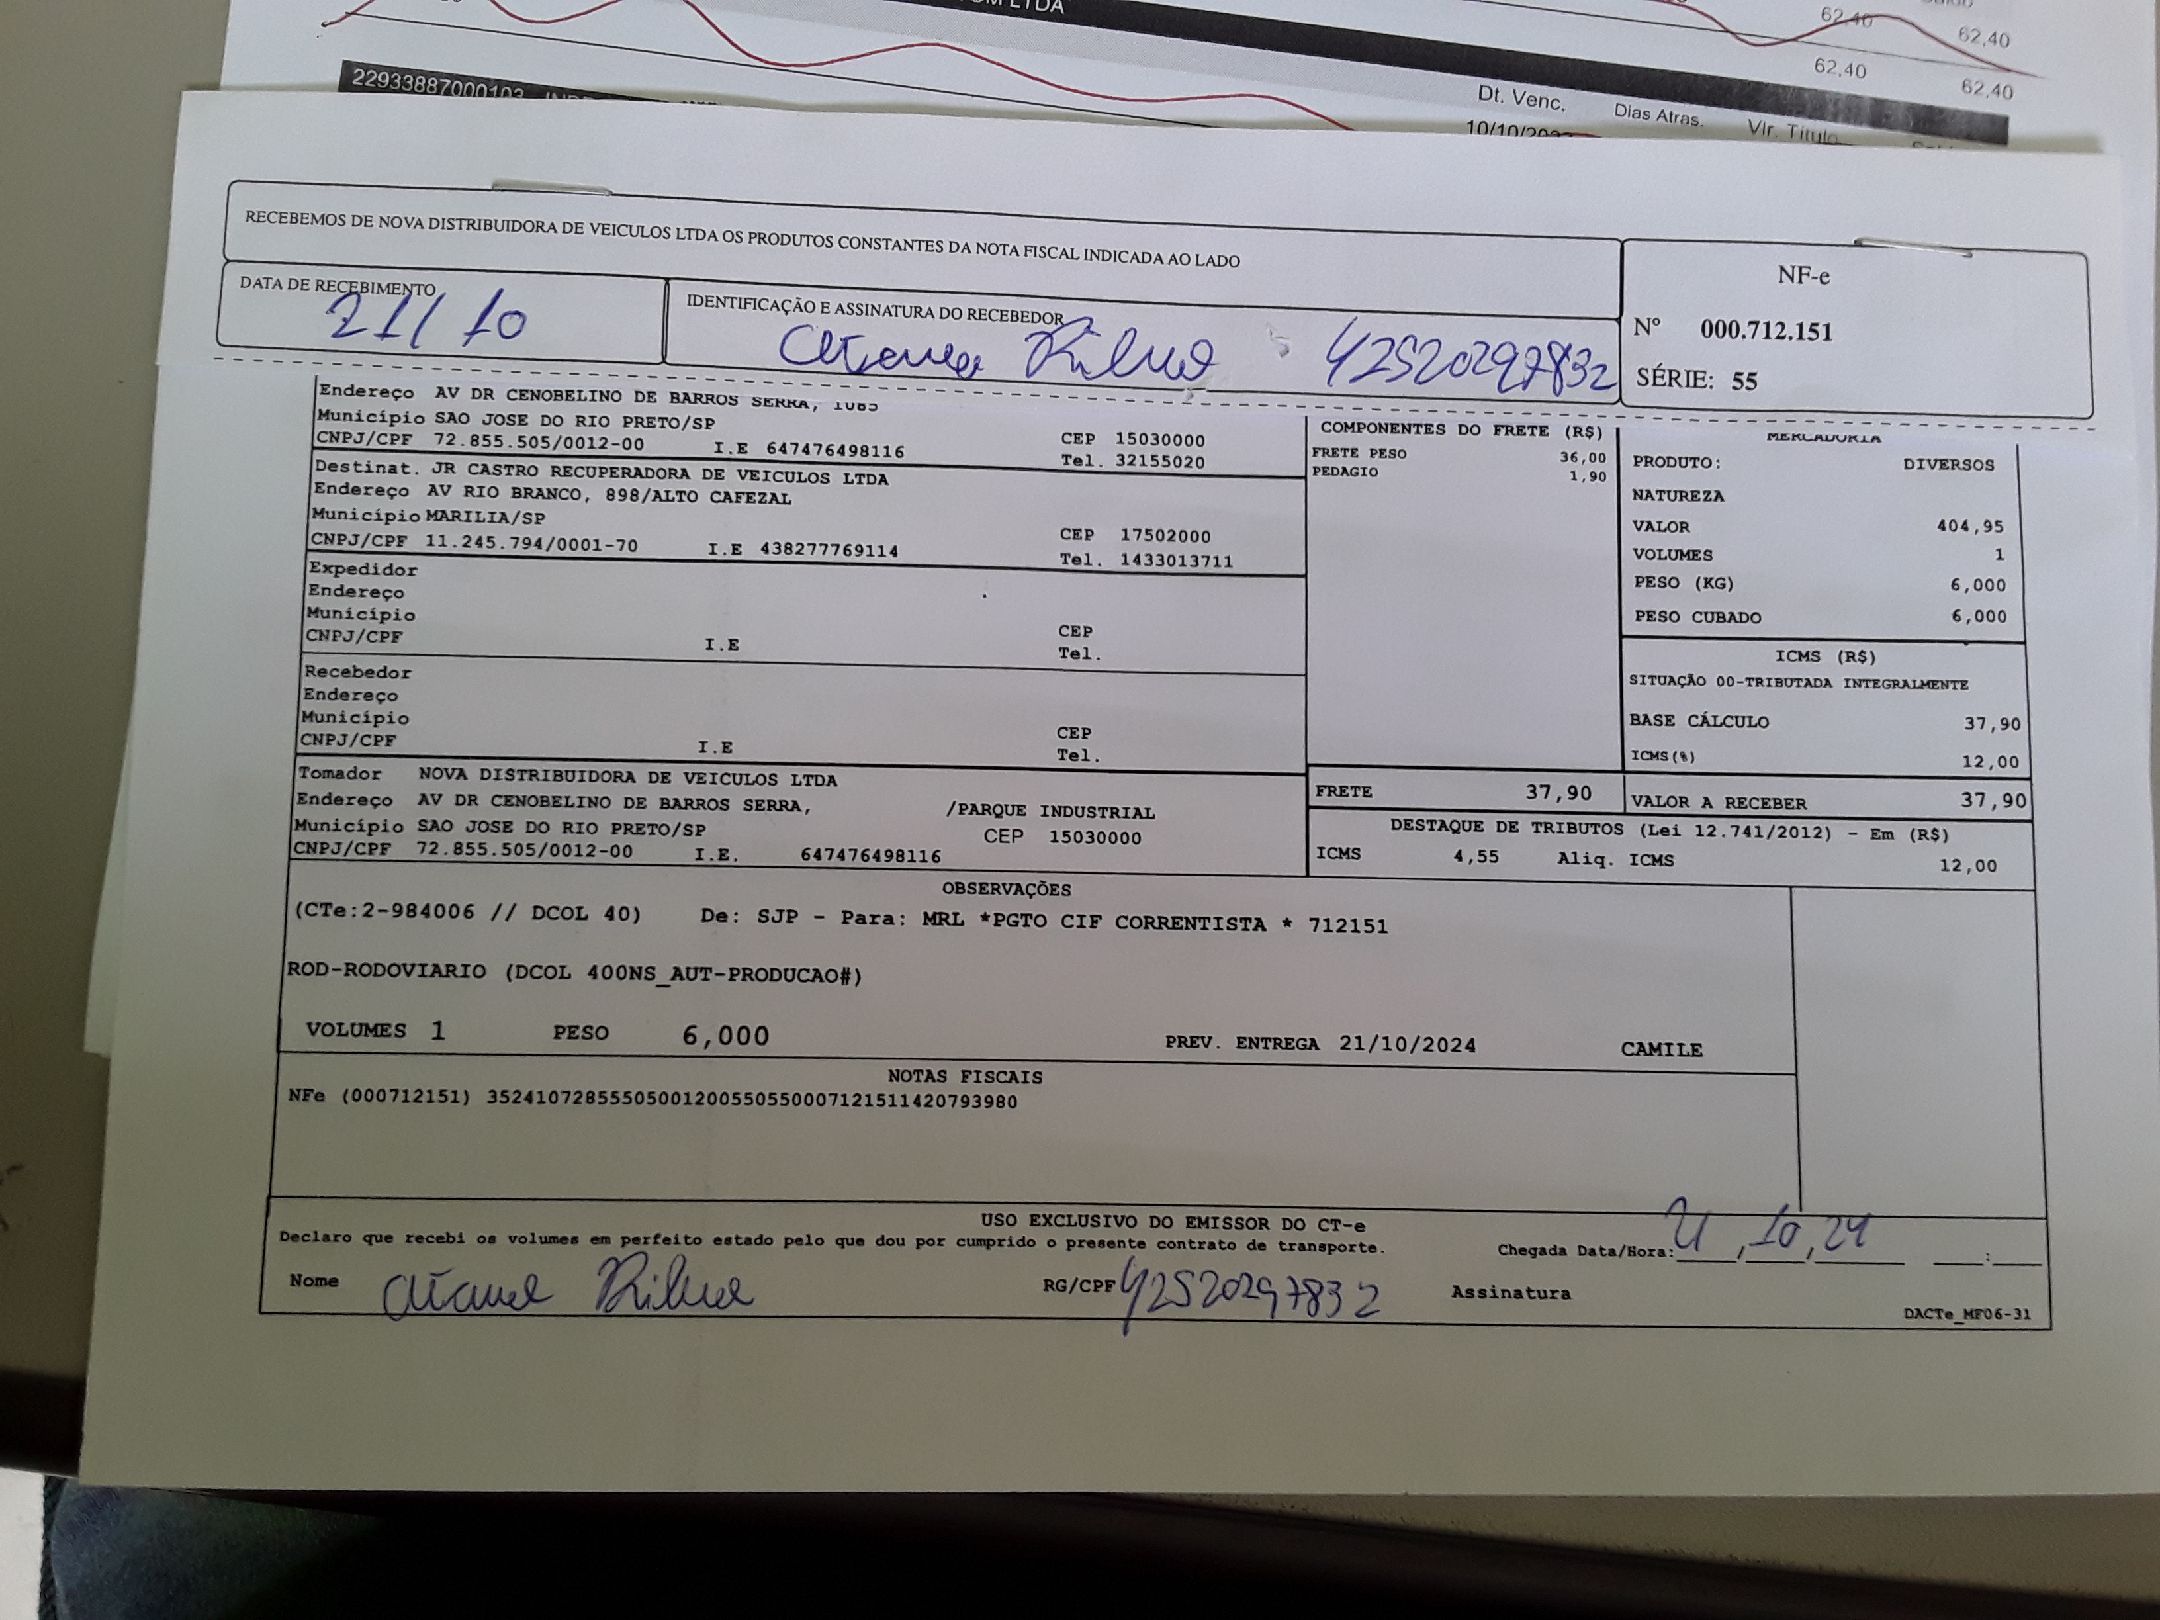 62,40
62,40
62,40
62,40
22933887000103
Dt. Venc.
Dias Atras.
Vlr. Título
RECEBEMOS DE NOVA DISTRIBUIDORA DE VEICULOS LTDA OS PRODUTOS CONSTANTES DA NOTA FISCAL INDICADA AO LADO
DATA DE RECEBIMENTO
21/10
IDENTIFICAÇÃO E ASSINATURA DO RECEBEDOR
42520297832
NF-e
Nº 000.712.151
SÉRIE: 55
Endereço AV DR CENOBELINO DE BARROS SERRA, 1085
Município SAO JOSE DO RIO PRETO/SP
CNPJ/CPF 72.855.505/0012-00 I.E 647476498116
CEP 15030000
Tel. 32155020
Destinat. JR CASTRO RECUPERADORA DE VEICULOS LTDA
Endereço AV RIO BRANCO, 898/ALTO CAFEZAL
Município MARILIA/SP
CNPJ/CPF 11.245.794/0001-70 I.E 438277769114
CEP 17502000
Tel. 1433013711
Expedidor
Endereço
Município
CNPJ/CPF I.E
CEP
Tel.
Recebedor
Endereço
Município
CNPJ/CPF I.E
CEP
Tel.
Tomador NOVA DISTRIBUIDORA DE VEICULOS LTDA
Endereço AV DR CENOBELINO DE BARROS SERRA, /PARQUE INDUSTRIAL
Município SAO JOSE DO RIO PRETO/SP CEP 15030000
CNPJ/CPF 72.855.505/0012-00 I.E. 647476498116
COMPONENTES DO FRETE (R$)
FRETE PESO 36,00
PEDAGIO 1,90
MERCADORIA
PRODUTO: DIVERSOS
NATUREZA
VALOR 404,95
VOLUMES 1
PESO (KG) 6,000
PESO CUBADO 6,000
ICMS (R$)
SITUAÇÃO 00-TRIBUTADA INTEGRALMENTE
BASE CÁLCULO 37,90
ICMS(%) 12,00
FRETE 37,90
VALOR A RECEBER 37,90
DESTAQUE DE TRIBUTOS (Lei 12.741/2012) - Em (R$)
ICMS 4,55 Aliq. ICMS 12,00
OBSERVAÇÕES
(CTe:2-984006 // DCOL 40) De: SJP - Para: MRL *PGTO CIF CORRENTISTA * 712151
ROD-RODOVIARIO (DCOL 400NS_AUT-PRODUCAO#)
VOLUMES 1 PESO 6,000 PREV. ENTREGA 21/10/2024 CAMILE
NOTAS FISCAIS
NFe (000712151) 35241072855505001200550550007121511420793980
USO EXCLUSIVO DO EMISSOR DO CT-e
Declaro que recebi os volumes em perfeito estado pelo que dou por cumprido o presente contrato de transporte.
Chegada Data/Hora: 21,10,24 :
Nome
RG/CPF 42520297832
Assinatura
DACTe_MF06-31